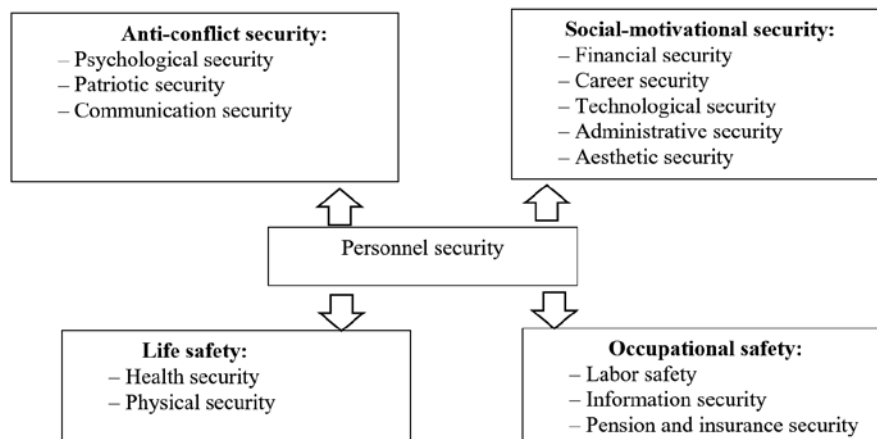 Anti-conflict security:
– Psychological security
– Patriotic security
– Communication security
Social-motivational security:
– Financial security
– Career security
– Technological security
– Administrative security
– Aesthetic security
Personnel security
Life safety:
– Health security
– Physical security
Occupational safety:
– Labor safety
– Information security
– Pension and insurance security